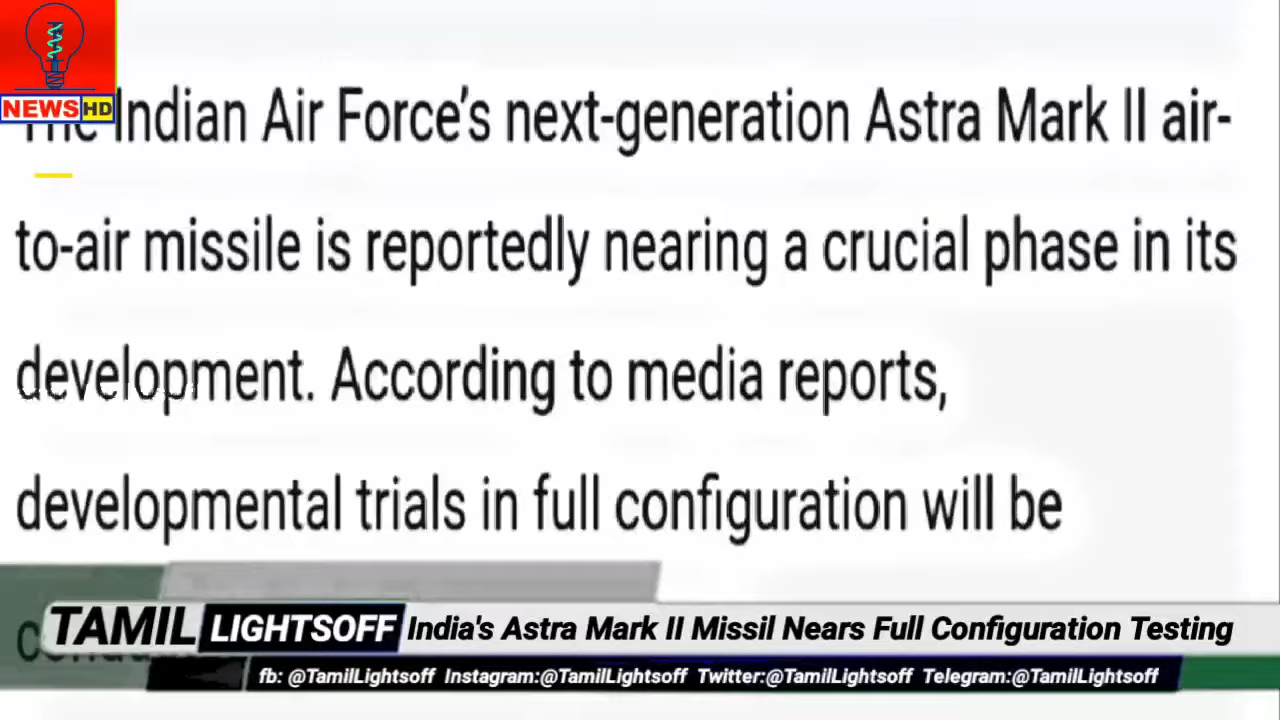 NEWS HD
The Indian Air Force's next-generation Astra Mark II air-
to-air missile is reportedly nearing a crucial phase in its
development. According to media reports,
developmental trials in full configuration will be
TAMIL LIGHTSOFF India's Astra Mark II Missil Nears Full Configuration Testing
fb: @TamilLightsoff Instagram:@TamilLightsoff Twitter:@TamilLightsoff Telegram:@TamilLightsoff